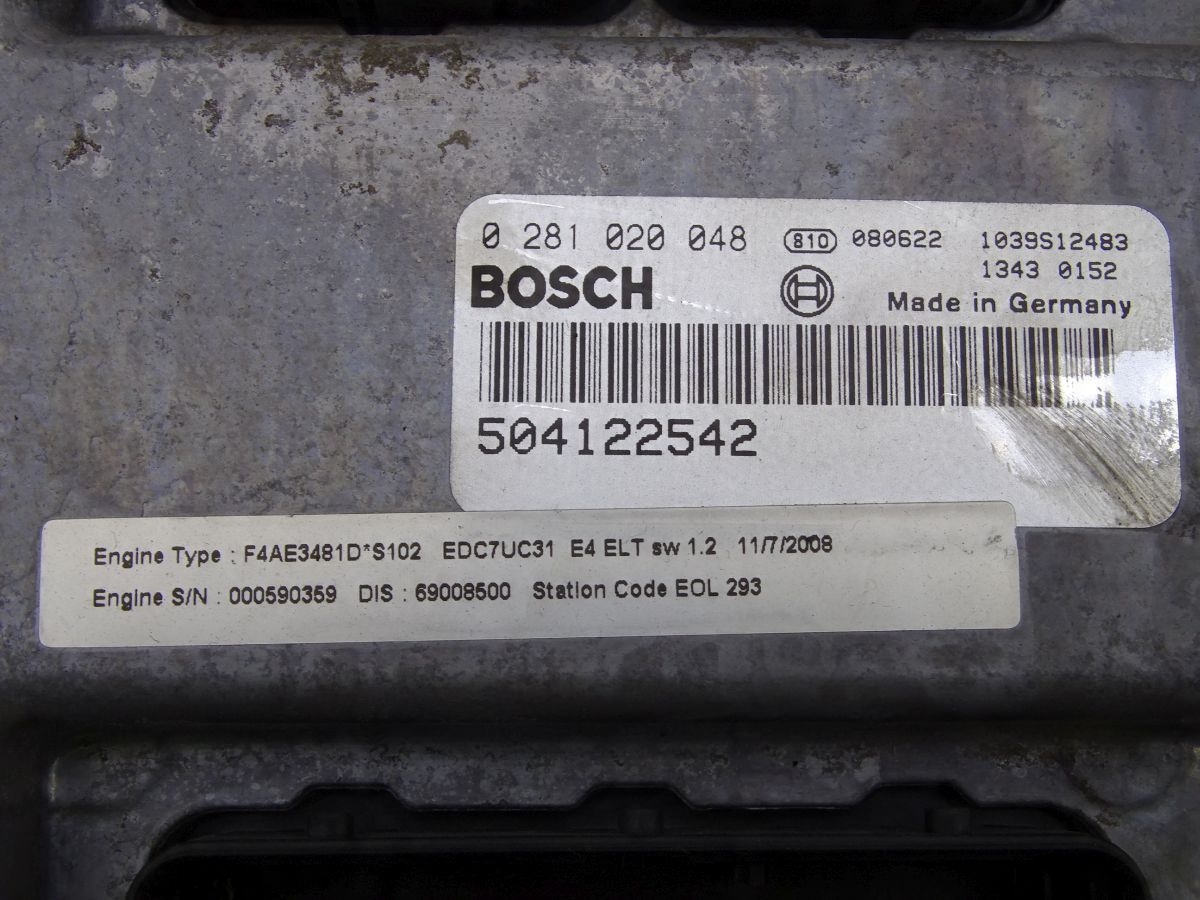 0 281 020 048 810 080622 1039S12483
1343 0152
BOSCH
Made in Germany
504122542
Engine Type : F4AE3481D*S102 EDC7UC31 E4 ELT sw 1.2 11/7/2008
Engine S/N : 000590359 DIS : 69008500 Station Code EOL 293